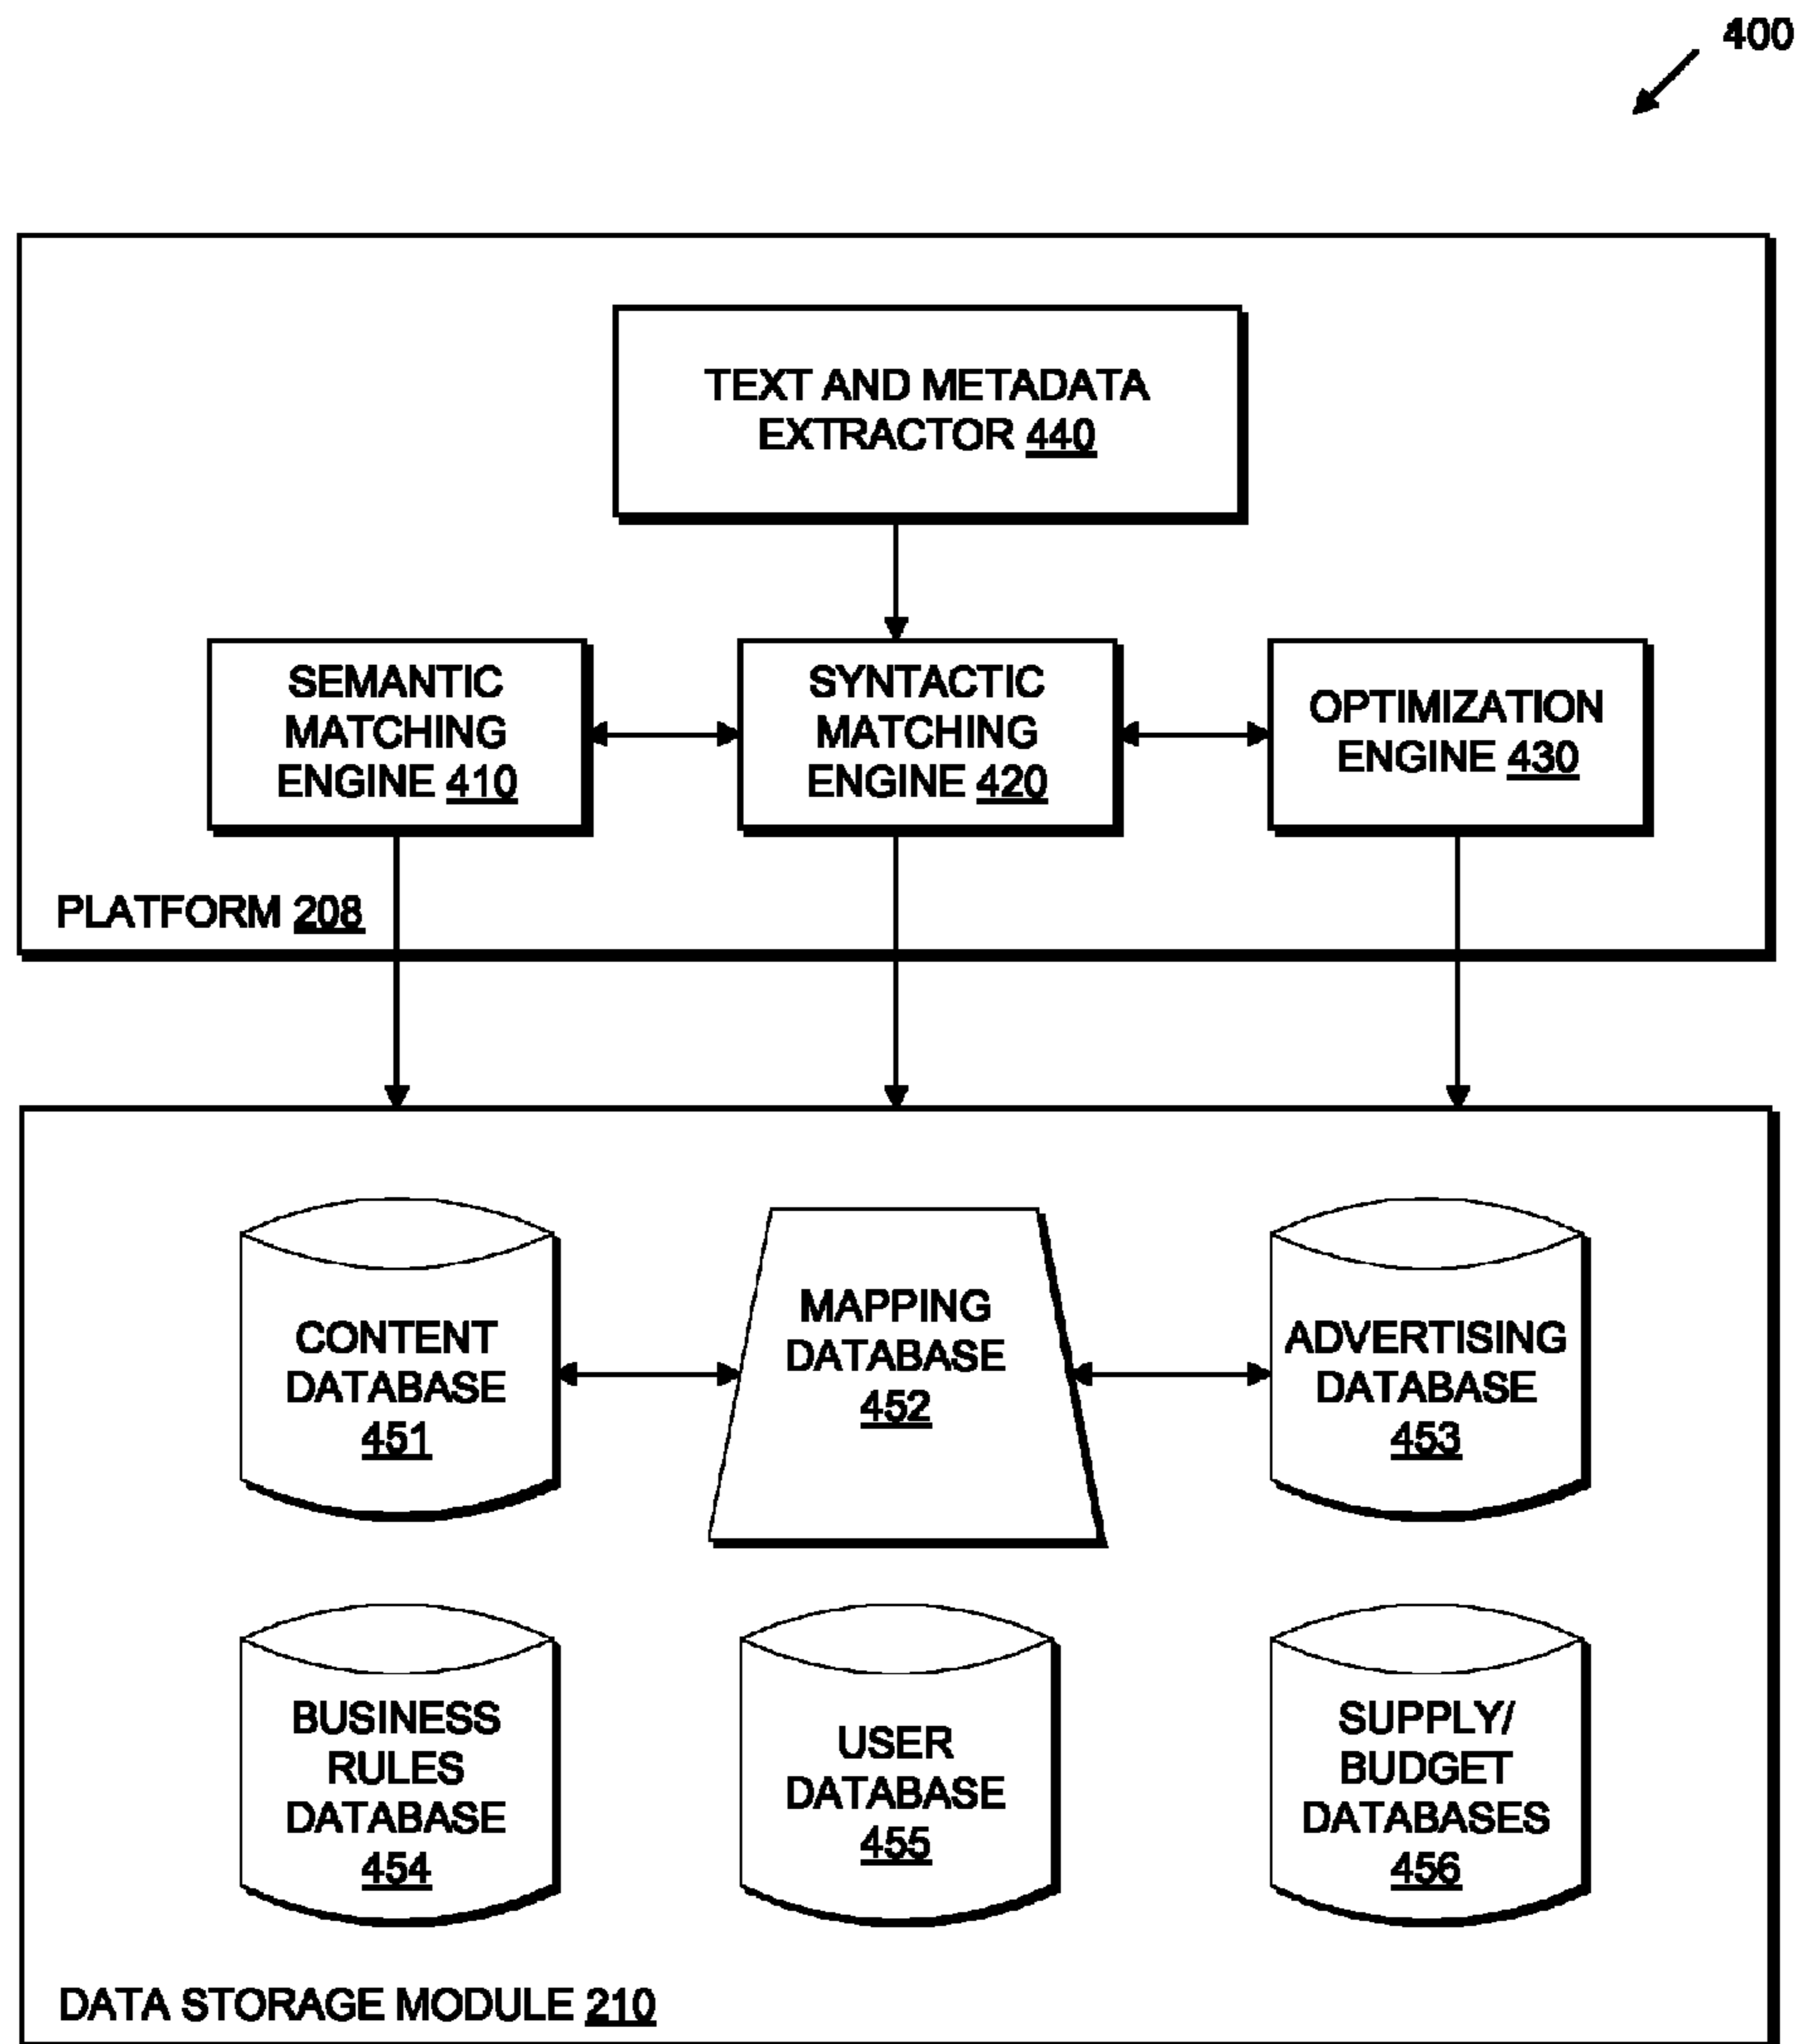 400
TEXT AND METADATA
EXTRACTOR 440
SEMANTIC
MATCHING
ENGINE 410
SYNTACTIC
MATCHING
ENGINE 420
OPTIMIZATION
ENGINE 430
PLATFORM 208
CONTENT
DATABASE
451
MAPPING
DATABASE
452
ADVERTISING
DATABASE
453
BUSINESS
RULES
DATABASE
454
USER
DATABASE
455
SUPPLY/
BUDGET
DATABASES
456
DATA STORAGE MODULE 210